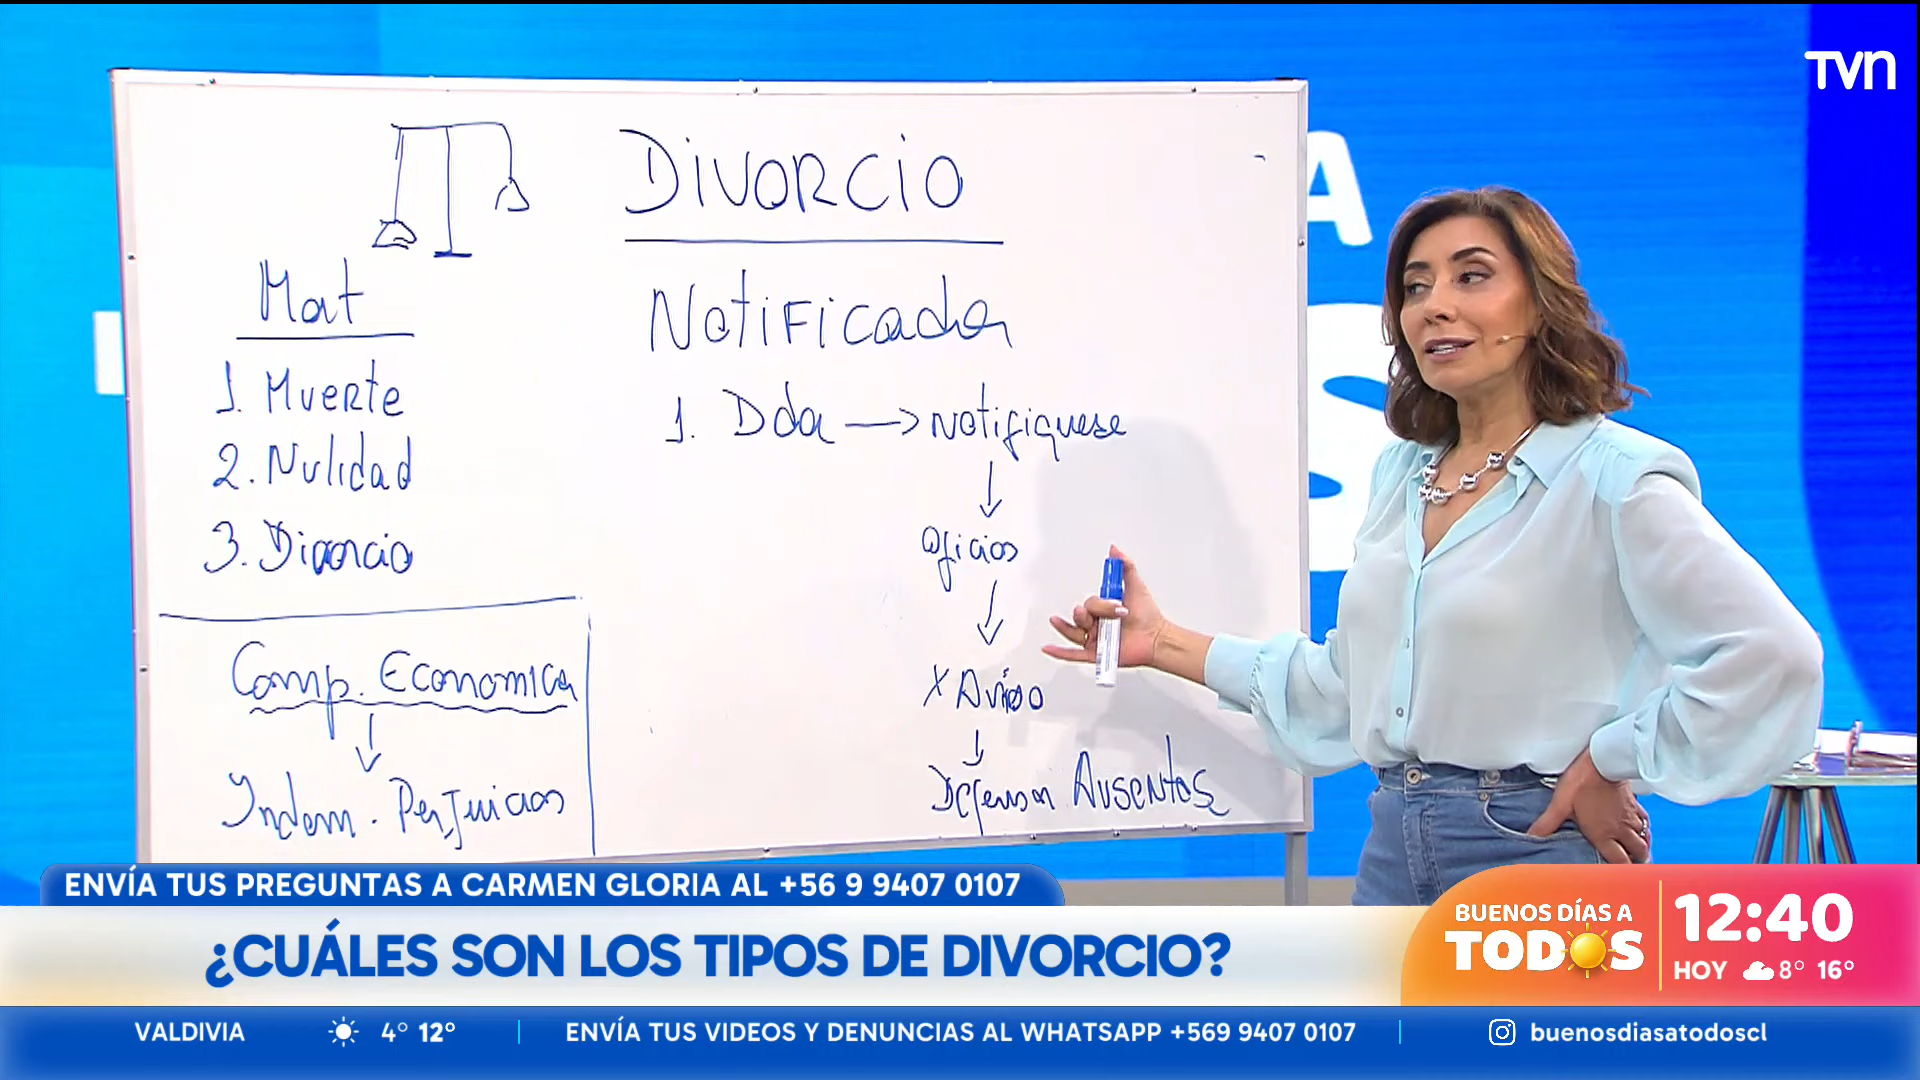 TVN
DIVORCIO
Mat
1. Muerte
2. Nulidad
3. Divorcio
Comp. Economica
Indem. Perjuicios
Notificada
1. Dda → Notifiquese
Oficios
X Aviso
Defensor Ausentes
ENVÍA TUS PREGUNTAS A CARMEN GLORIA AL +56 9 9407 0107
¿CUÁLES SON LOS TIPOS DE DIVORCIO?
BUENOS DÍAS A
TODOS
12:40
HOY 8° 16°
VALDIVIA 4° 12° ENVÍA TUS VIDEOS Y DENUNCIAS AL WHATSAPP +569 9407 0107 buenosdiasatodoscl